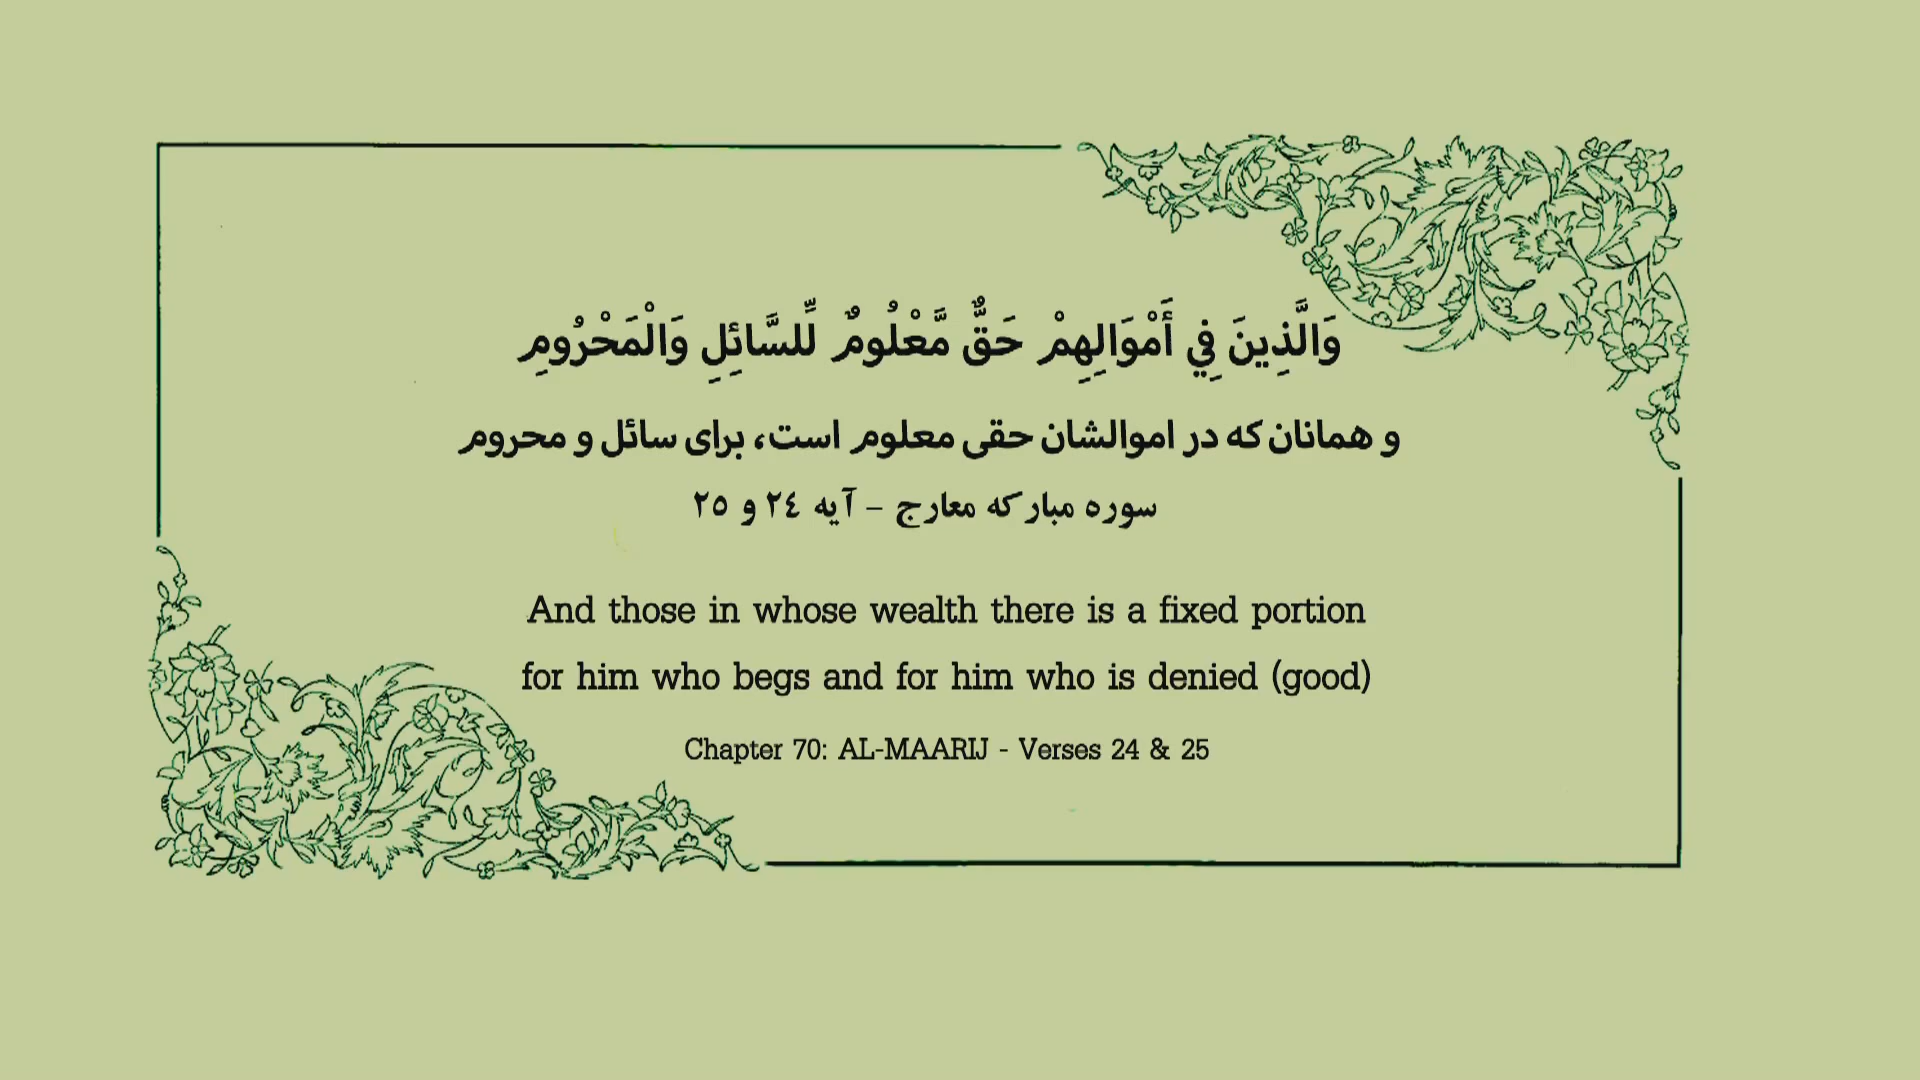 وَالَّذِينَ فِي أَمْوَالِهِمْ حَقٌّ مَّعْلُومٌ لِّلسَّائِلِ وَالْمَحْرُومِ
و همانان که در اموالشان حقی معلوم است، برای سائل و محروم
سوره مبارکه معارج – آیه ٢٤ و ٢٥
And those in whose wealth there is a fixed portion
for him who begs and for him who is denied (good)
Chapter 70: AL-MAARIJ - Verses 24 & 25